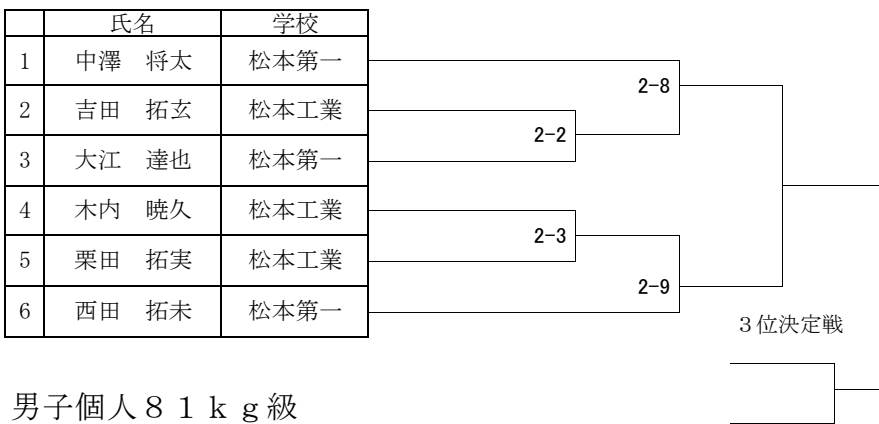 氏名 学校
1 中澤 将太 松本第一
2-8
2 吉田 拓玄 松本工業
2-2
3 大江 達也 松本第一
4 木内 暁久 松本工業
2-3
5 栗田 拓実 松本工業
2-9
6 西田 拓未 松本第一
3位決定戦
男子個人81kg級